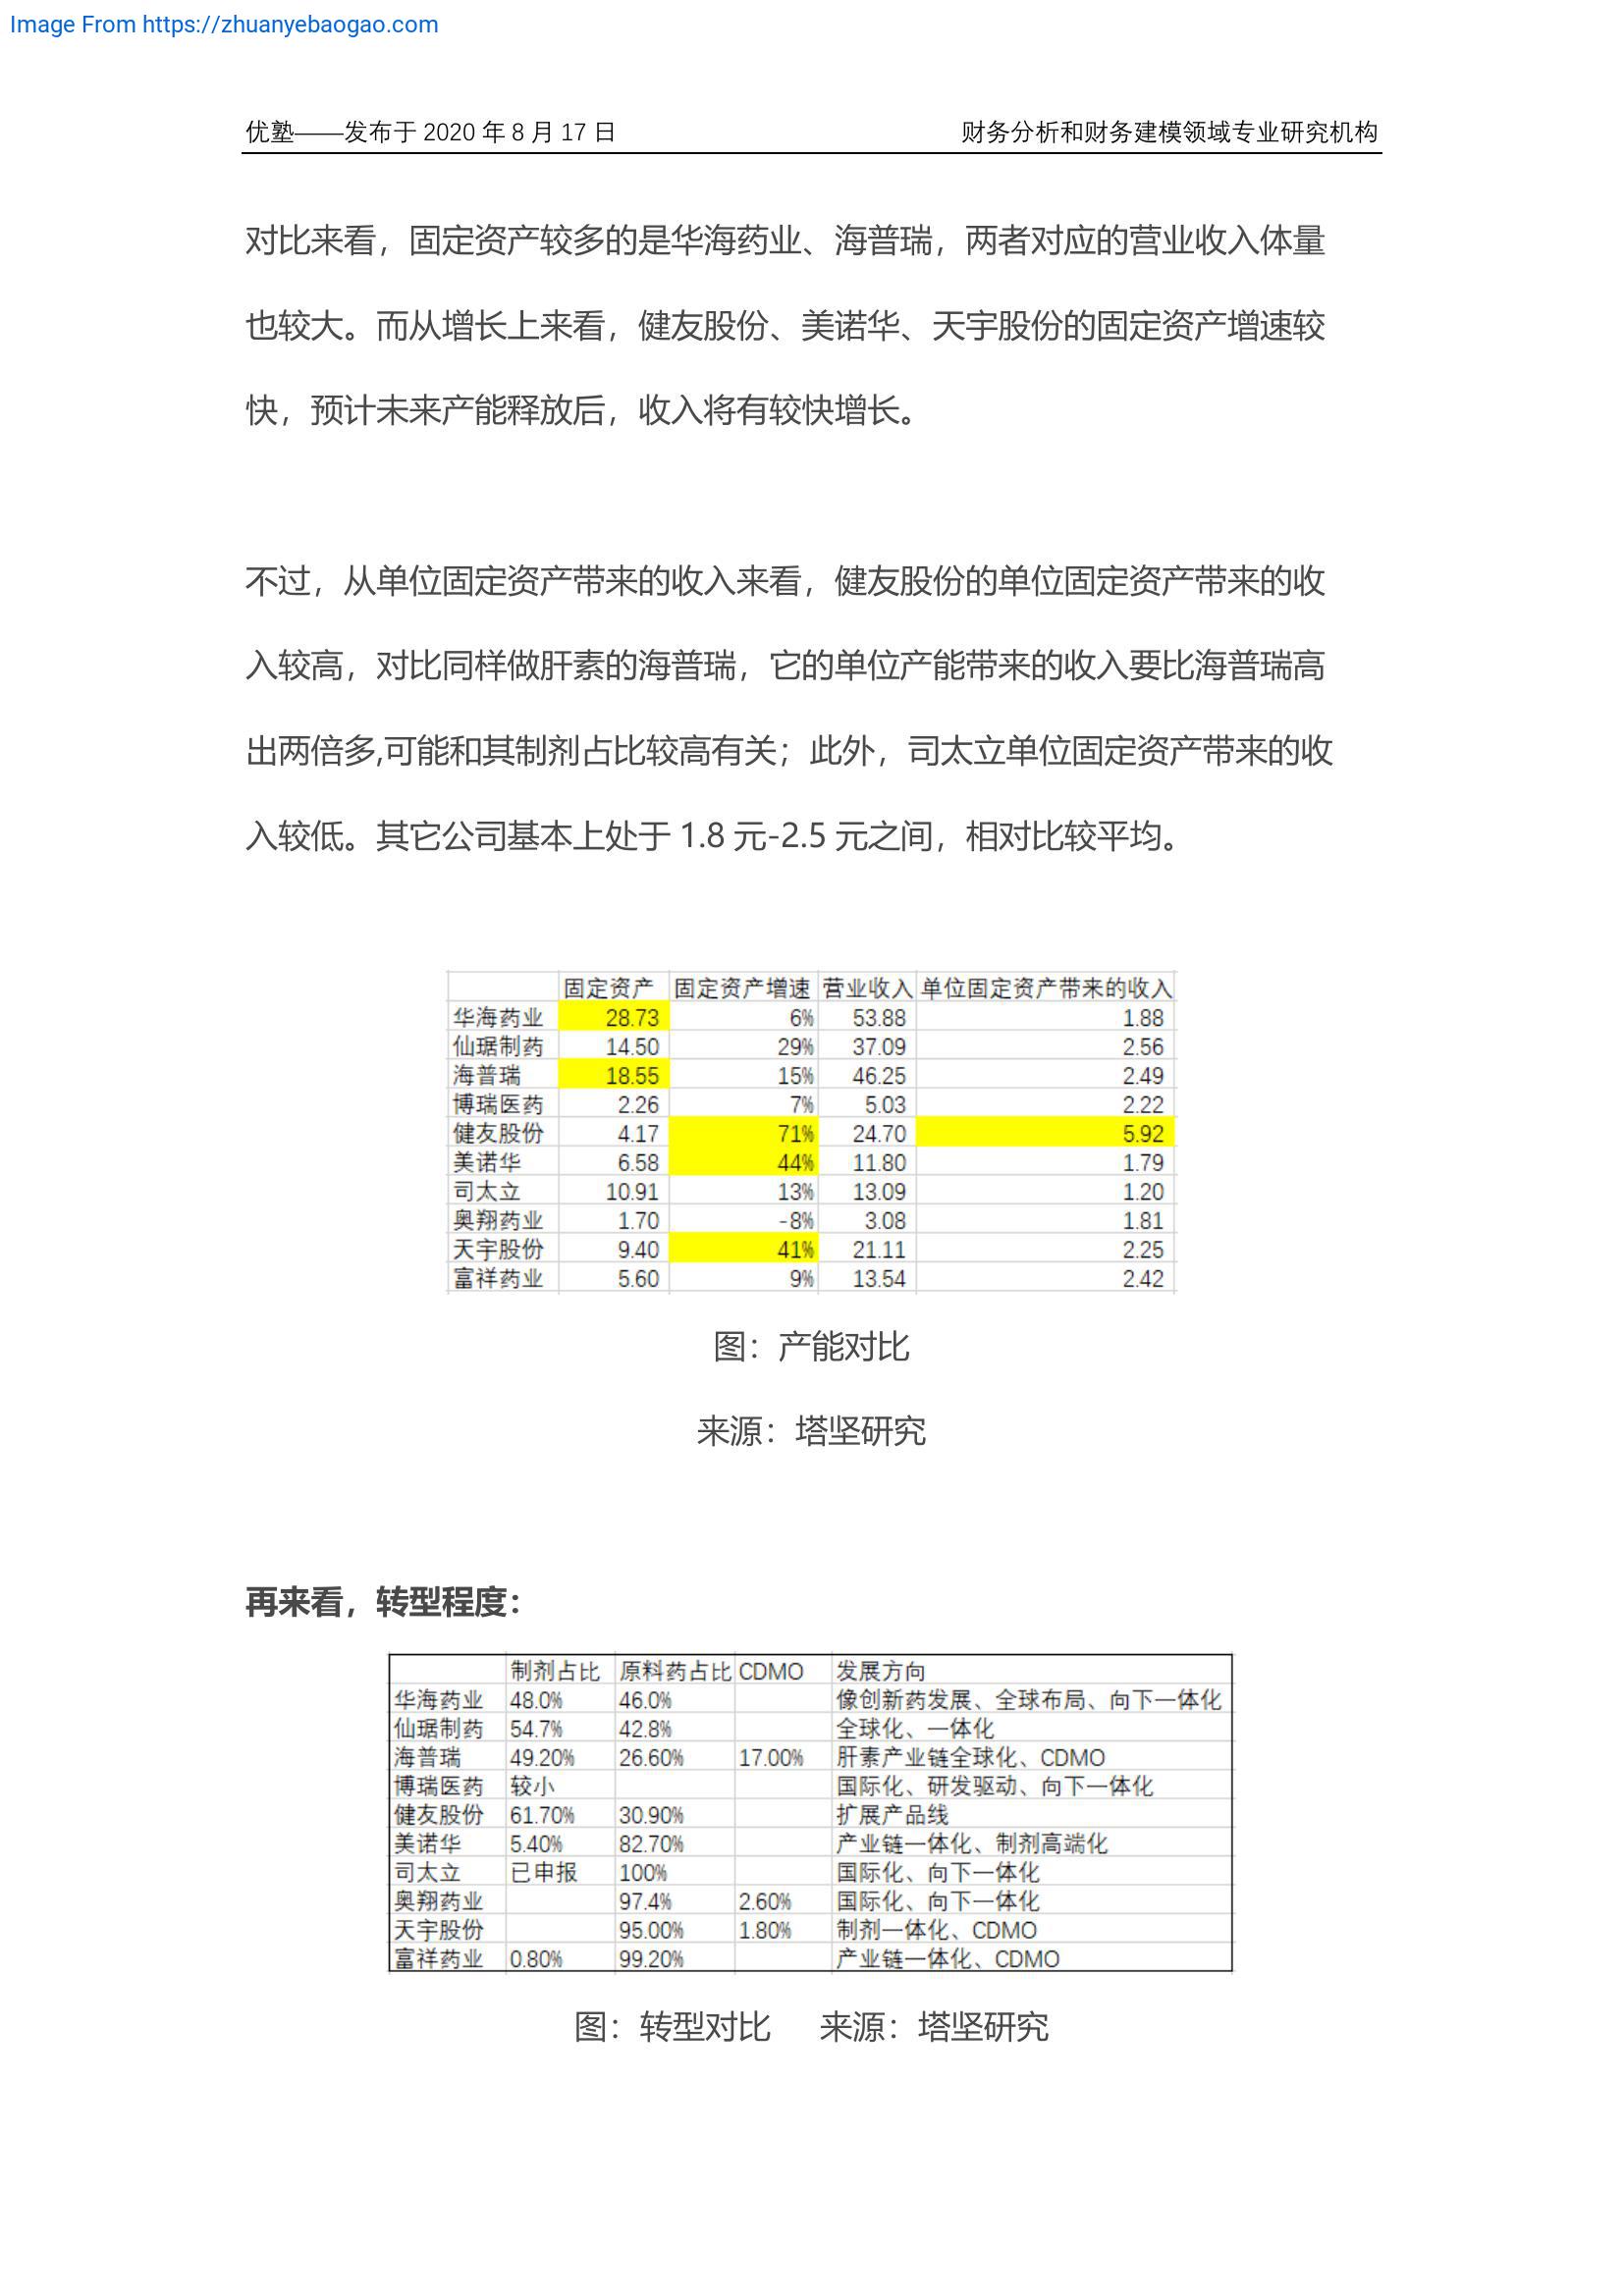 Image From https://zhuanyebaogao.com
优塾——发布于 2020 年 8 月 17 日 财务分析和财务建模领域专业研究机构
对比来看，固定资产较多的是华海药业、海普瑞，两者对应的营业收入体量
也较大。而从增长上来看，健友股份、美诺华、天宇股份的固定资产增速较
快，预计未来产能释放后，收入将有较快增长。
不过，从单位固定资产带来的收入来看，健友股份的单位固定资产带来的收
入较高，对比同样做肝素的海普瑞，它的单位产能带来的收入要比海普瑞高
出两倍多,可能和其制剂占比较高有关；此外，司太立单位固定资产带来的收
入较低。其它公司基本上处于 1.8 元-2.5 元之间，相对比较平均。
固定资产 固定资产增速 营业收入 单位固定资产带来的收入
华海药业 28.73 6% 53.88 1.88
仙琚制药 14.50 29% 37.09 2.56
海普瑞 18.55 15% 46.25 2.49
博瑞医药 2.26 7% 5.03 2.22
健友股份 4.17 71% 24.70 5.92
美诺华 6.58 44% 11.80 1.79
司太立 10.91 13% 13.09 1.20
奥翔药业 1.70 -8% 3.08 1.81
天宇股份 9.40 41% 21.11 2.25
富祥药业 5.60 9% 13.54 2.42
图：产能对比
来源：塔坚研究
再来看，转型程度：
制剂占比 原料药占比 CDMO 发展方向
华海药业 48.0% 46.0% 像创新药发展、全球布局、向下一体化
仙琚制药 54.7% 42.8% 全球化、一体化
海普瑞 49.20% 26.60% 17.00% 肝素产业链全球化、CDMO
博瑞医药 较小 国际化、研发驱动、向下一体化
健友股份 61.70% 30.90% 扩展产品线
美诺华 5.40% 82.70% 产业链一体化、制剂高端化
司太立 已申报 100% 国际化、向下一体化
奥翔药业 97.4% 2.60% 国际化、向下一体化
天宇股份 95.00% 1.80% 制剂一体化、CDMO
富祥药业 0.80% 99.20% 产业链一体化、CDMO
图：转型对比 来源：塔坚研究